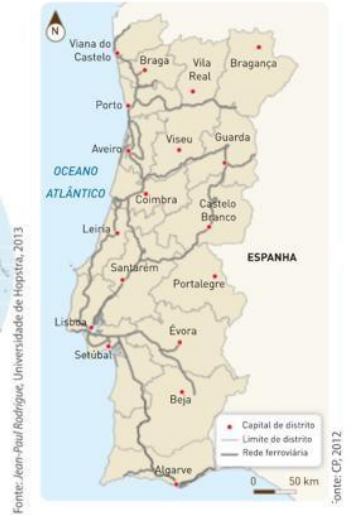 N
Viana do
Castelo
Braga
Vila
Real
Bragança
Porto
Viseu
Guarda
Aveiro
OCEANO
ATLÂNTICO
Coimbra
Castelo
Branco
Leiria
ESPANHA
Santarém
Portalegre
Lisboa
Évora
Setúbal
Beja
Capital de distrito
Limite de distrito
Rede ferroviária
Algarve
0 50 km
Fonte: Jean-Paul Rodrigue, Universidade de Hopstra, 2013
Fonte: CP, 2012